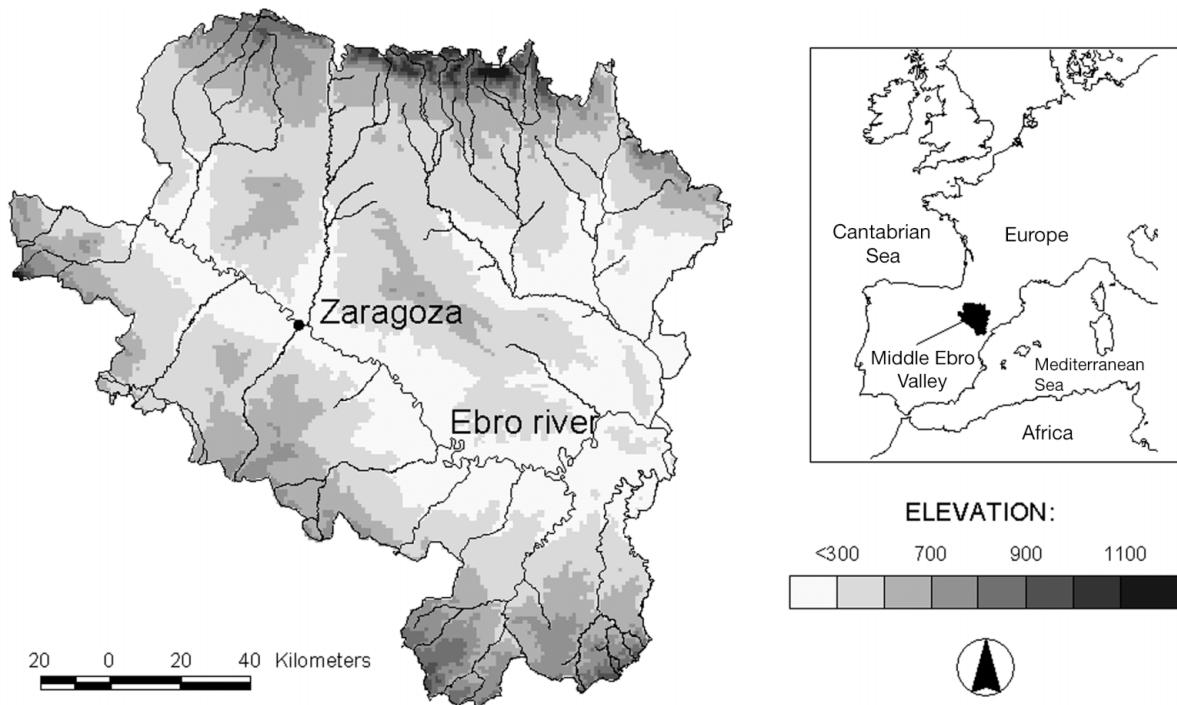 Zaragoza
Ebro river
20 0 20 40 Kilometers
Cantabrian
Sea
Europe
Middle Ebro
Valley
Mediterranean
Sea
Africa
ELEVATION:
<300 700 900 1100